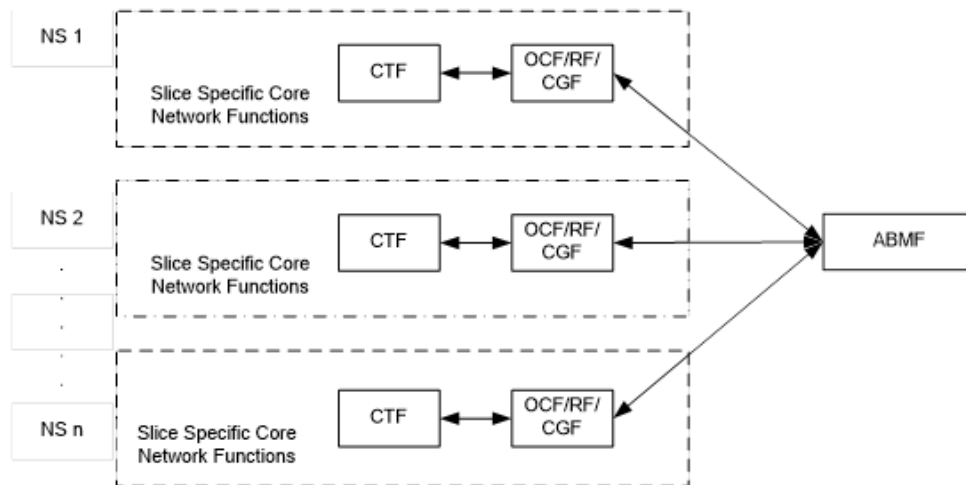 NS 1
CTF
OCF/RF/
CGF
Slice Specific Core
Network Functions
NS 2
CTF
OCF/RF/
CGF
ABMF
Slice Specific Core
Network Functions
.
.
.
.
.
NS n
CTF
OCF/RF/
CGF
Slice Specific Core
Network Functions